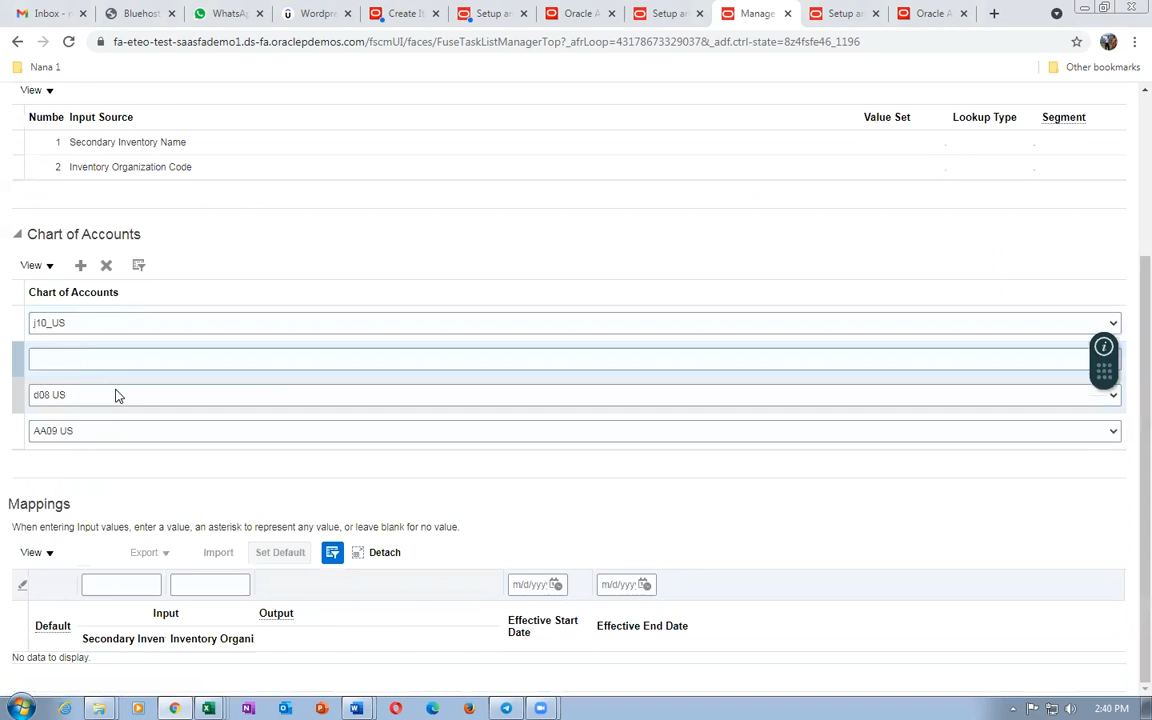 Inbox - r
Bluehost
WhatsA
Wordpre
Create It
Setup ar
Oracle A
Setup ar
Manage
Setup ar
Oracle A
fa-eteo-test-saasfademo1.ds-fa.oraclepdemos.com/fscmUI/faces/FuseTaskListManagerTop?_afrLoop=43178673329037&_adf.ctrl-state=8z4fsfe46_1196
Nana 1
Other bookmarks
View
Numbe Input Source Value Set Lookup Type Segment
1 Secondary Inventory Name
2 Inventory Organization Code
Chart of Accounts
View
Chart of Accounts
j10_US
d08 US
AA09 US
Mappings
When entering Input values, enter a value, an asterisk to represent any value, or leave blank for no value.
View Export Import Set Default Detach
m/d/yyy m/d/yyy
Default Input Output Effective Start Date Effective End Date
Secondary Inven Inventory Organi
No data to display.
2:40 PM